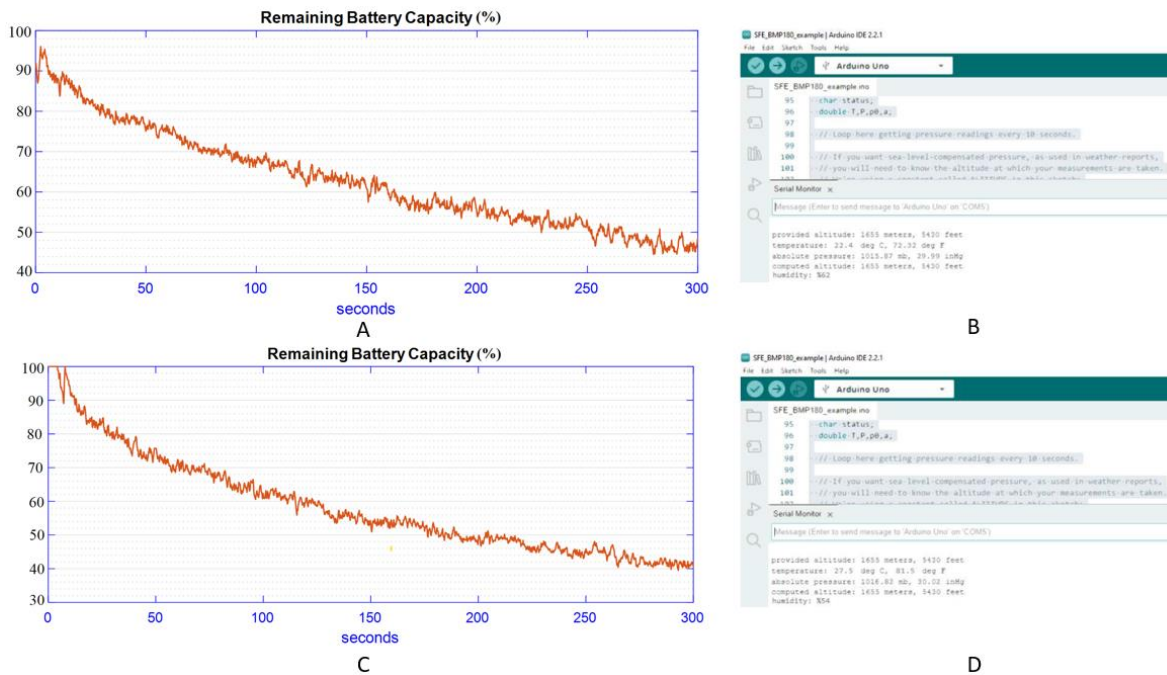 Remaining Battery Capacity (%)
100
90
80
70
60
50
40
0 50 100 150 200 250 300
seconds
A
SFE_BMP180_example | Arduino IDE 2.2.1
File Edit Sketch Tools Help
Arduino Uno
SFE_BMP180_example.ino
95 char status;
96 double T,P,p0,a;
97
98 // Loop here getting pressure readings every 10 seconds.
99
100 // If you want sea-level-compensated pressure, as used in weather reports,
101 // you will need to know the altitude at which your measurements are taken.
Serial Monitor x
Message (Enter to send message to 'Arduino Uno' on 'COM5')
provided altitude: 1655 meters, 5430 feet
temperature: 22.4 deg C, 72.32 deg F
absolute pressure: 1015.87 mb, 29.99 inHg
computed altitude: 1655 meters, 5430 feet
humidity: %62
B
Remaining Battery Capacity (%)
100
90
80
70
60
50
40
30
0 50 100 150 200 250 300
seconds
C
SFE_BMP180_example | Arduino IDE 2.2.1
File Edit Sketch Tools Help
Arduino Uno
SFE_BMP180_example.ino
95 char status;
96 double T,P,p0,a;
97
98 // Loop here getting pressure readings every 10 seconds.
99
100 // If you want sea-level-compensated pressure, as used in weather reports,
101 // you will need to know the altitude at which your measurements are taken.
Serial Monitor x
Message (Enter to send message to 'Arduino Uno' on 'COM5')
provided altitude: 1655 meters, 5430 feet
temperature: 27.5 deg C, 81.5 deg F
absolute pressure: 1016.83 mb, 30.02 inHg
computed altitude: 1655 meters, 5430 feet
humidity: %54
D